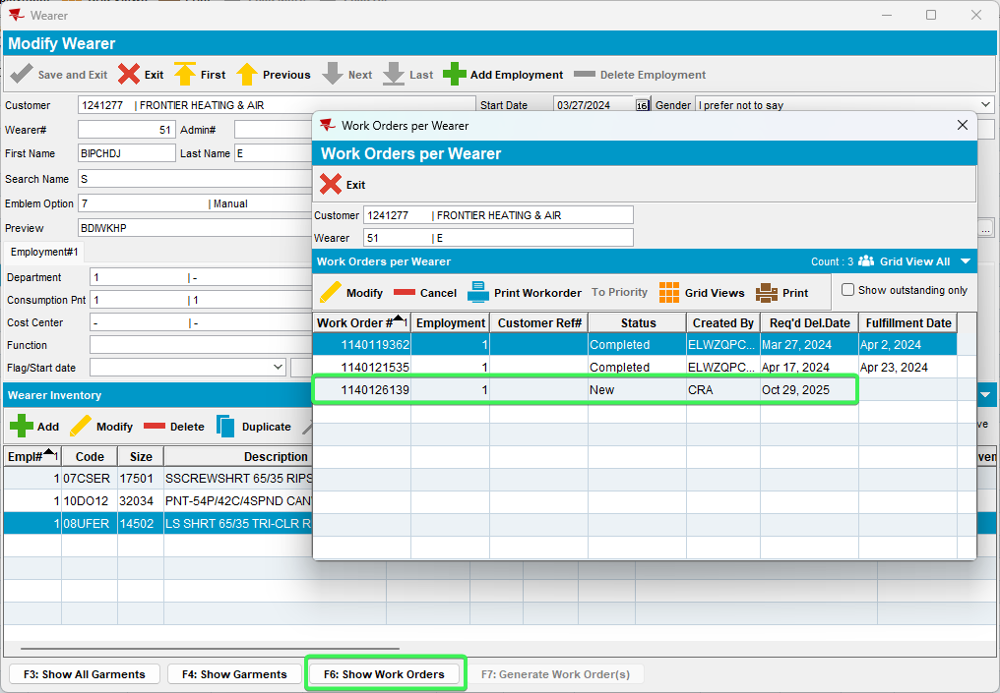 Wearer
Modify Wearer
Save and Exit Exit First Previous Next Last Add Employment Delete Employment
Customer 1241277 | FRONTIER HEATING & AIR Start Date 03/27/2024 16 Gender I prefer not to say
Wearer# 51 Admin#
First Name BIPCHDJ Last Name E
Search Name S
Emblem Option 7 | Manual
Preview BDIWKHP ...
Employment#1
Department 1 | -
Consumption Pnt 1 | 1
Cost Center - | -
Function
Flag/Start date
Wearer Inventory
Add Modify Delete Duplicate
Empl# 1 Code Size Description
1 07CSER 17501 SSCREWSHRT 65/35 RIPS
1 10DO12 32034 PNT-54P/42C/4SPND CAN
1 08UFER 14502 LS SHRT 65/35 TRI-CLR R
Work Orders per Wearer
Work Orders per Wearer
Exit
Customer 1241277 | FRONTIER HEATING & AIR
Wearer 51 | E
Work Orders per Wearer Count : 3 Grid View All
Modify Cancel Print Workorder To Priority Grid Views Print Show outstanding only
Work Order # 1 Employment Customer Ref# Status Created By Req'd Del.Date Fulfillment Date
1140119362 1 Completed ELWZQPC... Mar 27, 2024 Apr 2, 2024
1140121535 1 Completed ELWZQPC... Apr 17, 2024 Apr 23, 2024
1140126139 1 New CRA Oct 29, 2025
F3: Show All Garments F4: Show Garments F6: Show Work Orders F7: Generate Work Order(s)